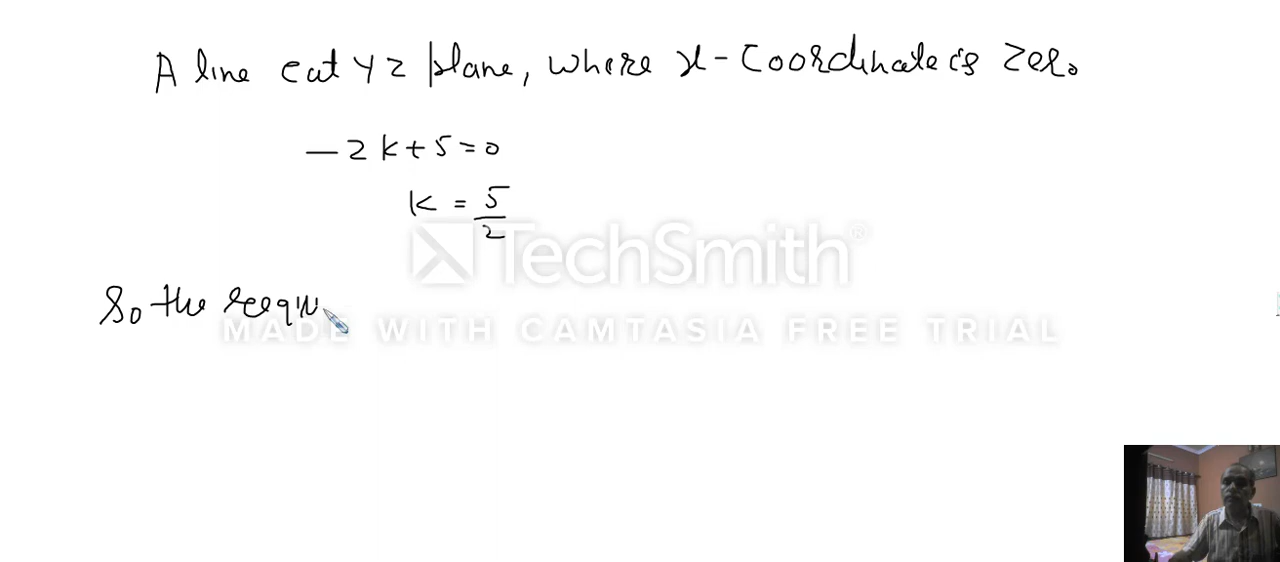 A line cut YZ plane, where x-coordinate is zero
-2k+5=0
k = 5/2
TechSmith®
So the requi
MADE WITH CAMTASIA FREE TRIAL